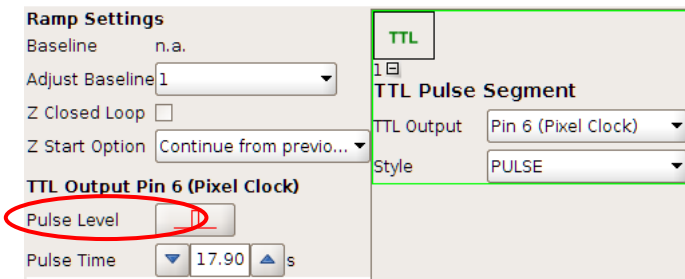 Ramp Settings
Baseline n.a.
Adjust Baseline 1
Z Closed Loop
Z Start Option Continue from previo...
TTL Output Pin 6 (Pixel Clock)
Pulse Level
Pulse Time 17.90 s
TTL
1
TTL Pulse Segment
TTL Output Pin 6 (Pixel Clock)
Style PULSE